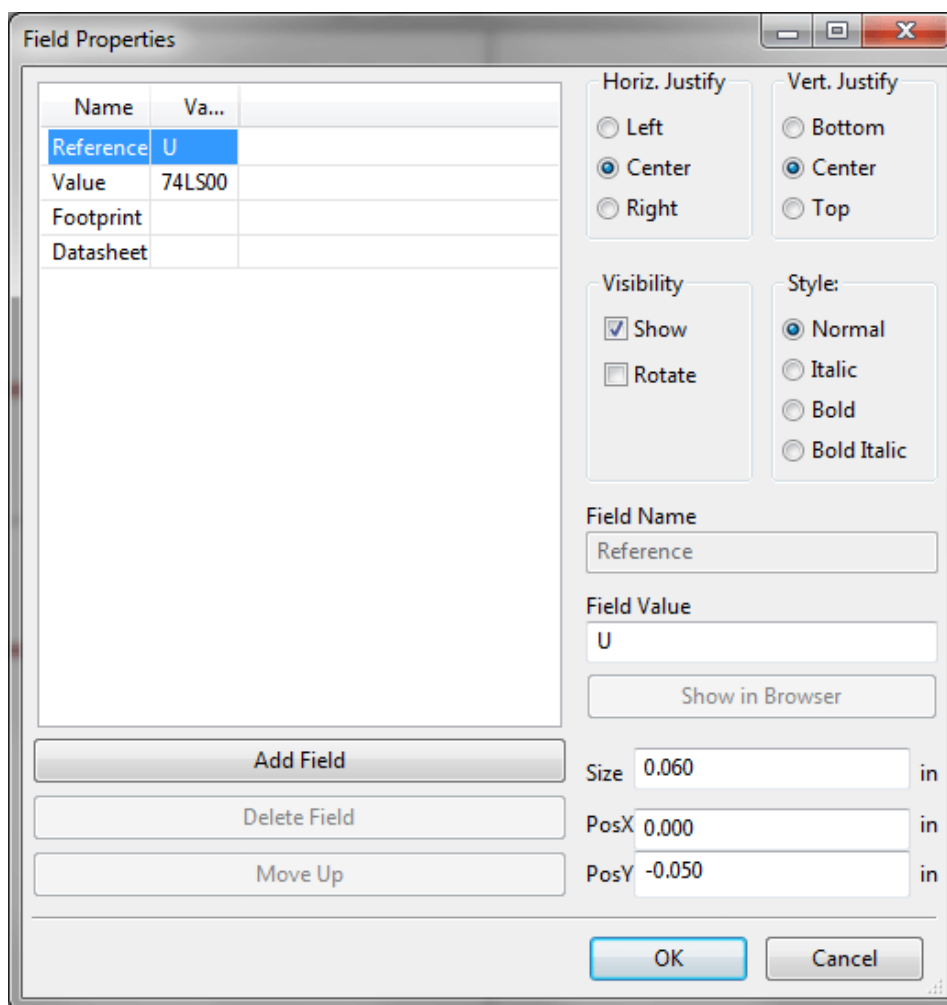 Field Properties
Name Va...
Reference U
Value 74LS00
Footprint
Datasheet
Add Field
Delete Field
Move Up
Horiz. Justify
Left
Center
Right
Vert. Justify
Bottom
Center
Top
Visibility
Show
Rotate
Style:
Normal
Italic
Bold
Bold Italic
Field Name
Reference
Field Value
U
Show in Browser
Size 0.060 in
PosX 0.000 in
PosY -0.050 in
OK Cancel